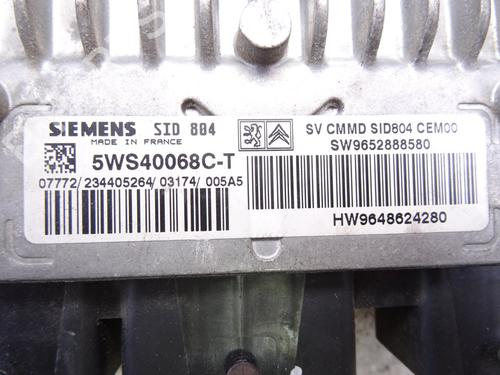 SIEMENS SID 804
MADE IN FRANCE
5WS40068C-T
07772/234405264/03174/005A5
SV CMMD SID804 CEM00
SW9652888580
HW9648624280